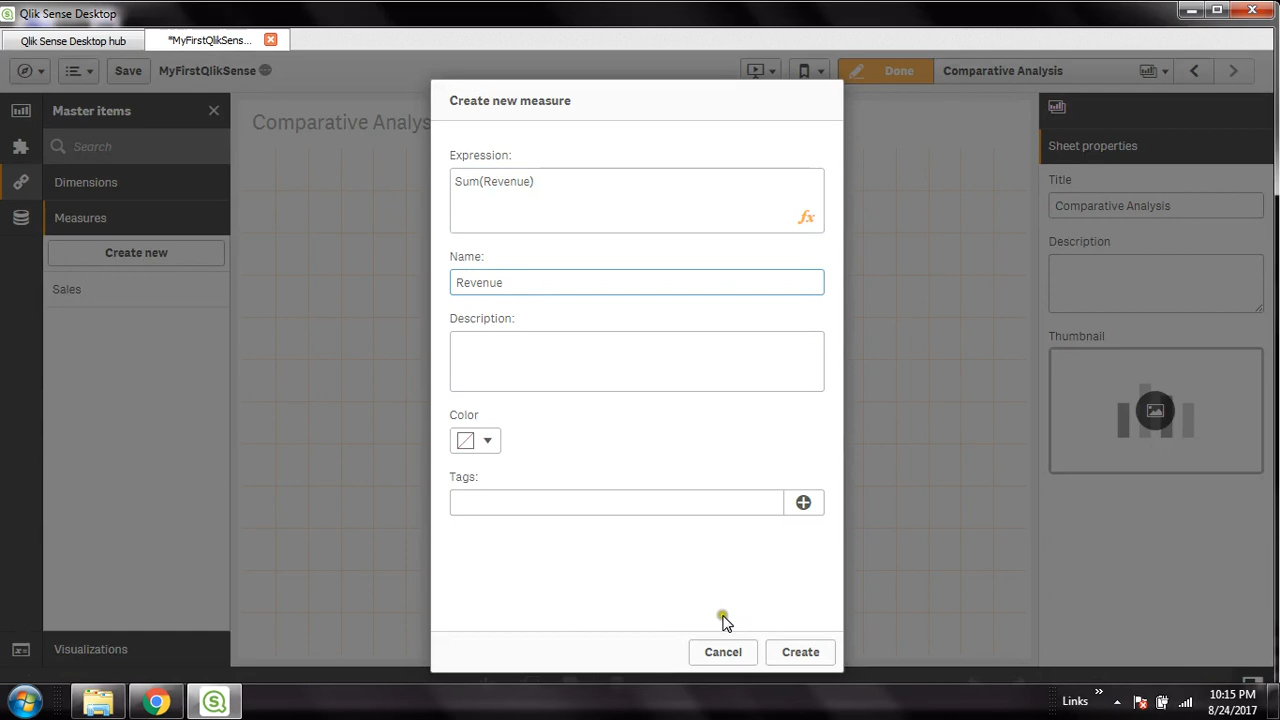 Qlik Sense Desktop
Qlik Sense Desktop hub
*MyFirstQlikSens...
Save
MyFirstQlikSense
Done
Comparative Analysis
Master items
Search
Dimensions
Measures
Create new
Sales
Visualizations
Comparative Analys
Create new measure
Expression:
Sum(Revenue)
fx
Name:
Revenue
Description:
Color
Tags:
Cancel
Create
Sheet properties
Title
Comparative Analysis
Description
Thumbnail
Links
10:15 PM
8/24/2017